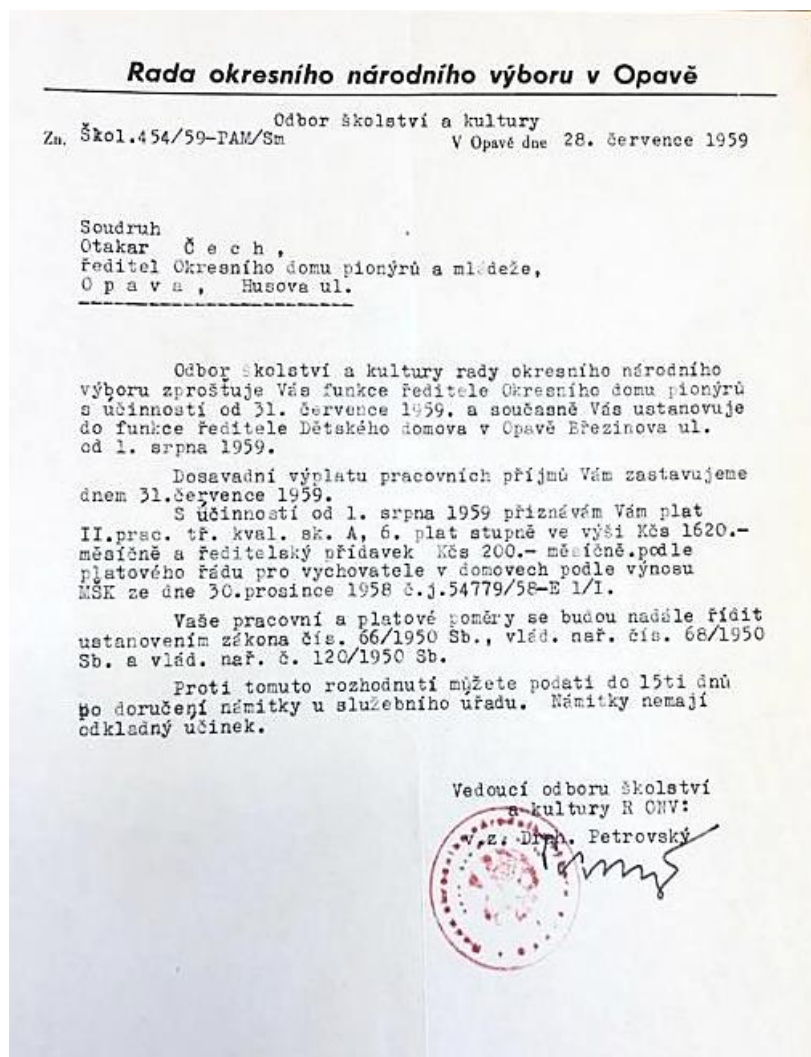 Rada okresního národního výboru v Opavě
Odbor školství a kultury
Zn. Škol.454/59-PAM/Sm V Opavě dne 28. července 1959
Soudruh
Otakar Č e c h ,
ředitel Okresního domu pionýrů a mládeže,
O p a v a , Husova ul.
Odbor školství a kultury rady okresního národního
výboru zprošťuje Vás funkce ředitele Okresního domu pionýrů
s účinností od 31. července 1959. a současně Vás ustanovuje
do funkce ředitele Dětského domova v Opavě Březinova ul.
od 1. srpna 1959.
Dosavadní výplatu pracovních příjmů Vám zastavujeme
dnem 31.července 1959.
S účinností od 1. srpna 1959 přiznávám Vám plat
II.prac. tř. kval. sk. A, 6. plat stupně ve výši Kčs 1620.-
měsíčně a ředitelský přídavek Kčs 200.- měsíčně.podle
platového řádu pro vychovatele v domovech podle výnosu
MŠK ze dne 30.prosince 1958 č.j.54779/58-E 1/I.
Vaše pracovní a platové poměry se budou nadále řídit
ustanovením zákona čís. 66/1950 Sb., vlád. nař. čís. 68/1950
Sb. a vlád. nař. č. 120/1950 Sb.
Proti tomuto rozhodnutí můžete podati do 15ti dnů
po doručení námitky u služebního úřadu. Námitky nemají
odkladný účinek.
Vedoucí odboru školství
a kultury R ONV:
v.z. Petrovský